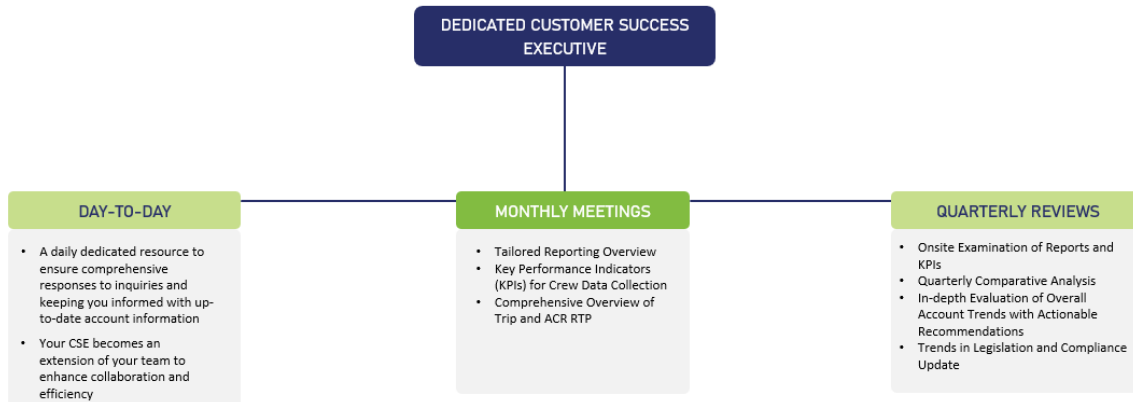 DEDICATED CUSTOMER SUCCESS
EXECUTIVE
DAY-TO-DAY
• A daily dedicated resource to
ensure comprehensive
responses to inquiries and
keeping you informed with up-
to-date account information
• Your CSE becomes an
extension of your team to
enhance collaboration and
efficiency
MONTHLY MEETINGS
• Tailored Reporting Overview
• Key Performance Indicators
(KPIs) for Crew Data Collection
• Comprehensive Overview of
Trip and ACR RTP
QUARTERLY REVIEWS
• Onsite Examination of Reports and
KPIs
• Quarterly Comparative Analysis
• In-depth Evaluation of Overall
Account Trends with Actionable
Recommendations
• Trends in Legislation and Compliance
Update